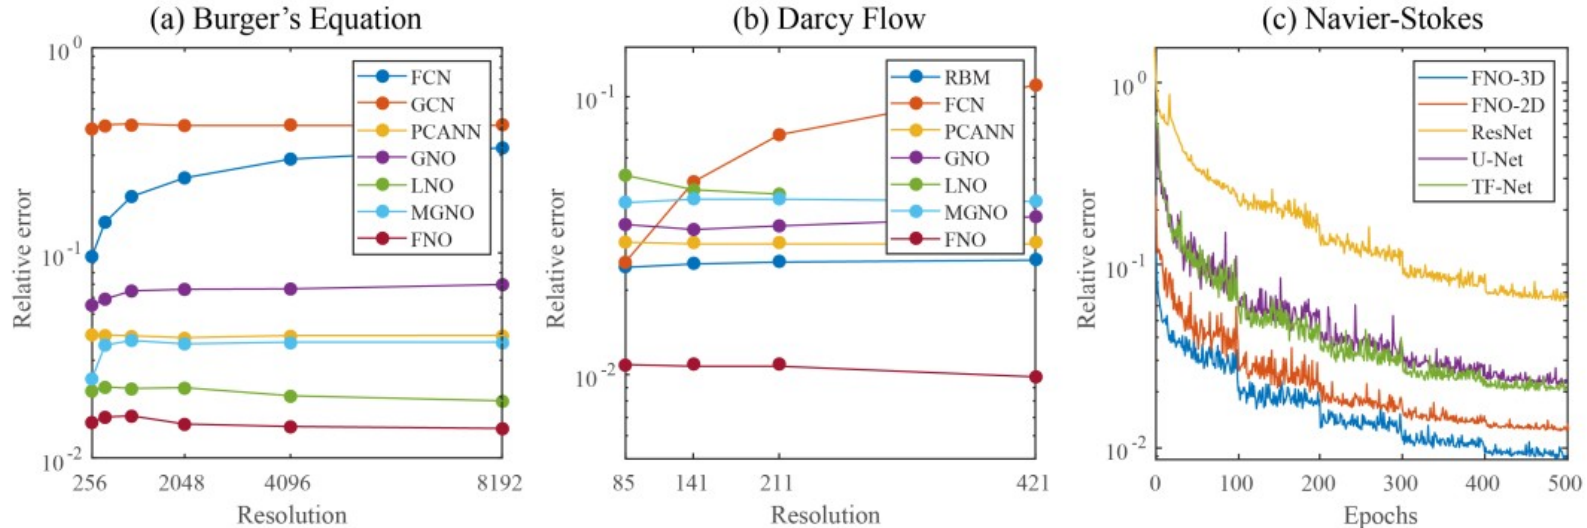 (a) Burger's Equation
10^0
10^-1
10^-2
Relative error
256
2048
4096
8192
Resolution
FCN
GCN
PCANN
GNO
LNO
MGNO
FNO
(b) Darcy Flow
10^-1
10^-2
Relative error
85
141
211
421
Resolution
RBM
FCN
PCANN
GNO
LNO
MGNO
FNO
(c) Navier-Stokes
10^0
10^-1
10^-2
Relative error
0
100
200
300
400
500
Epochs
FNO-3D
FNO-2D
ResNet
U-Net
TF-Net